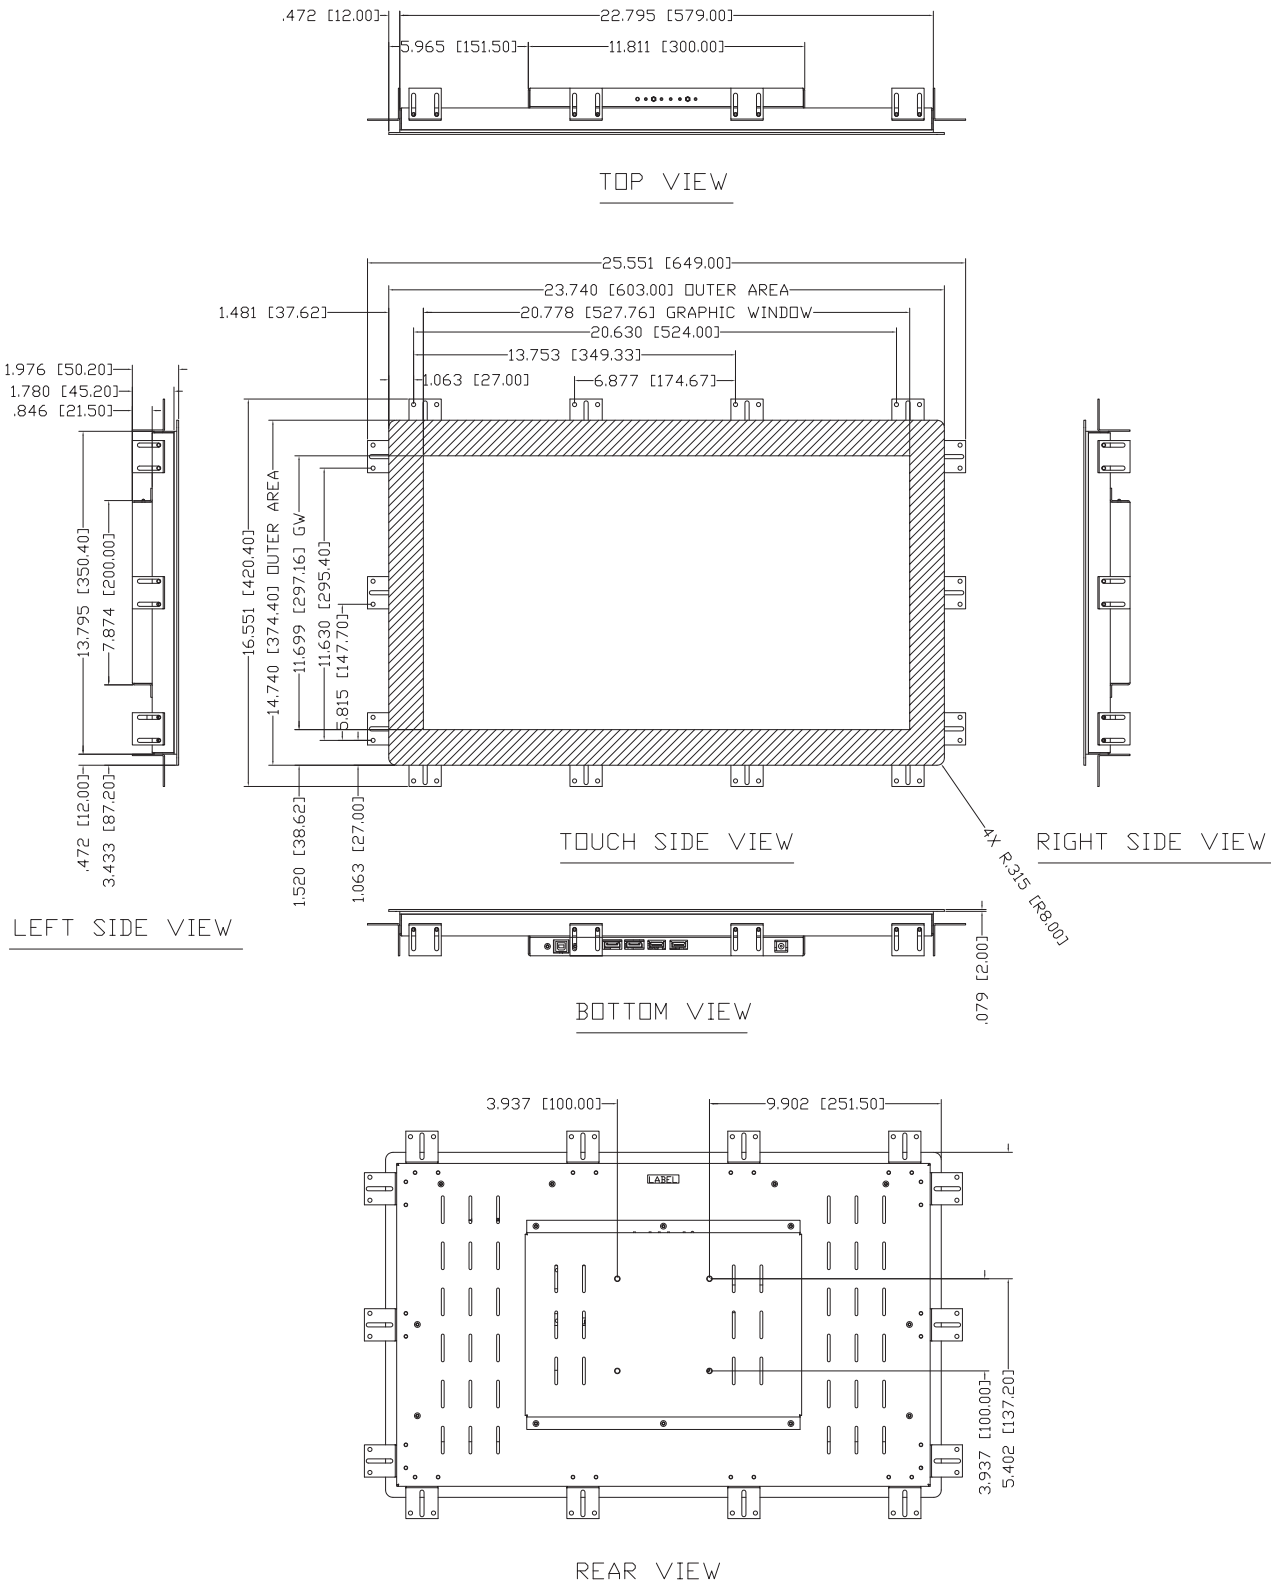 .472 [12.00]
22.795 [579.00]
5.965 [151.50]
11.811 [300.00]
TOP VIEW
25.551 [649.00]
23.740 [603.00] OUTER AREA
1.481 [37.62]
20.778 [527.76] GRAPHIC WINDOW
20.630 [524.00]
13.753 [349.33]
1.063 [27.00]
6.877 [174.67]
1.976 [50.20]
1.780 [45.20]
.846 [21.50]
13.795 [350.40]
7.874 [200.00]
.472 [12.00]
3.433 [87.20]
LEFT SIDE VIEW
16.551 [420.40]
14.740 [374.40] OUTER AREA
11.699 [297.16] GW
11.630 [295.40]
5.815 [147.70]
1.520 [38.62]
1.063 [27.00]
TOUCH SIDE VIEW
4X R.315 [R8.00]
RIGHT SIDE VIEW
.079 [2.00]
BOTTOM VIEW
3.937 [100.00]
9.902 [251.50]
LABEL
3.937 [100.00]
5.402 [137.20]
REAR VIEW